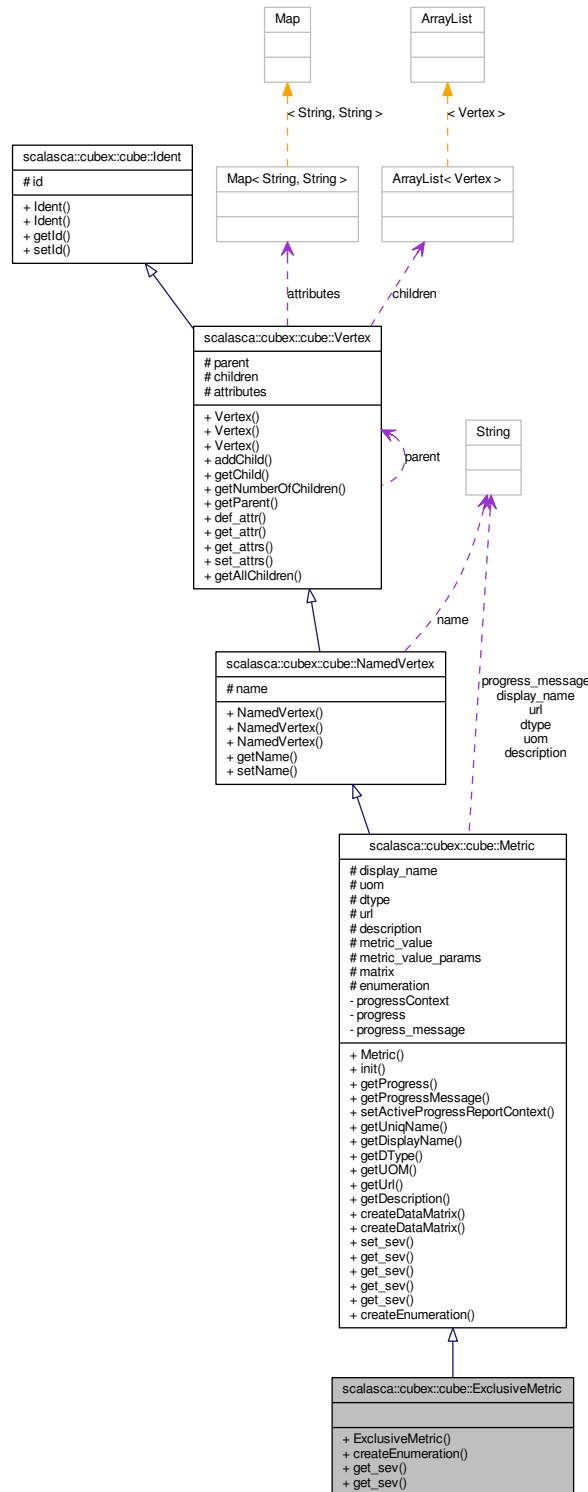 Map
ArrayList
< String, String >
< Vertex >
scalasca::cubex::cube::Ident
# id
+ Ident()
+ Ident()
+ getId()
+ setId()
Map< String, String >
ArrayList< Vertex >
attributes
children
scalasca::cubex::cube::Vertex
# parent
# children
# attributes
+ Vertex()
+ Vertex()
+ Vertex()
+ addChild()
+ getChild()
+ getNumberOfChildren()
+ getParent()
+ def_attr()
+ get_attr()
+ get_attrs()
+ set_attrs()
+ getAllChildren()
parent
String
name
scalasca::cubex::cube::NamedVertex
# name
+ NamedVertex()
+ NamedVertex()
+ NamedVertex()
+ getName()
+ setName()
progress_message
display_name
url
dtype
uom
description
scalasca::cubex::cube::Metric
# display_name
# uom
# dtype
# url
# description
# metric_value
# metric_value_params
# matrix
# enumeration
- progressContext
- progress
- progress_message
+ Metric()
+ init()
+ getProgress()
+ getProgressMessage()
+ setActiveProgressReportContext()
+ getUniqName()
+ getDisplayName()
+ getDType()
+ getUOM()
+ getUrl()
+ getDescription()
+ createDataMatrix()
+ createDataMatrix()
+ set_sev()
+ get_sev()
+ get_sev()
+ get_sev()
+ get_sev()
+ createEnumeration()
scalasca::cubex::cube::ExclusiveMetric
+ ExclusiveMetric()
+ createEnumeration()
+ get_sev()
+ get_sev()